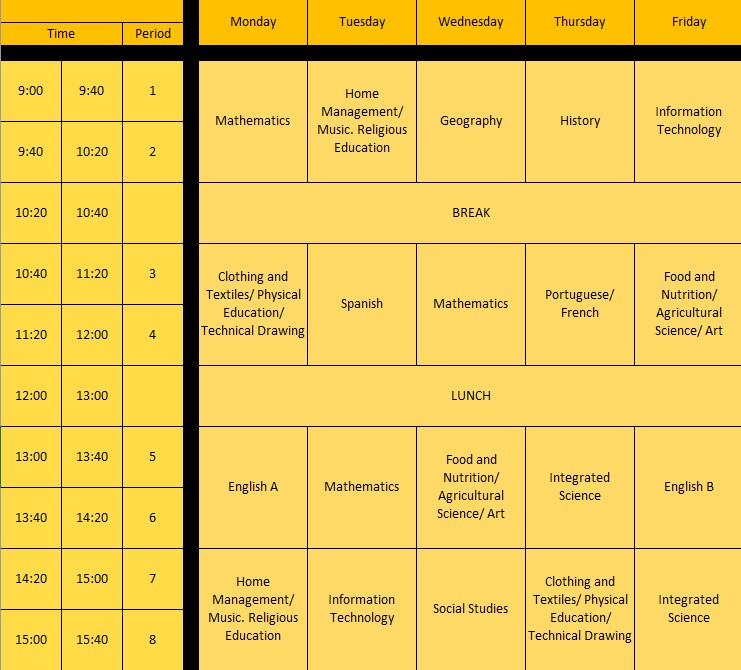 Time
Period
Monday
Tuesday
Wednesday
Thursday
Friday
9:00
9:40
1
Mathematics
Home
Management/
Music. Religious
Education
Geography
History
Information
Technology
9:40
10:20
2
10:20
10:40
BREAK
10:40
11:20
3
Clothing and
Textiles/ Physical
Education/
Technical Drawing
Spanish
Mathematics
Portuguese/
French
Food and
Nutrition/
Agricultural
Science/ Art
11:20
12:00
4
12:00
13:00
LUNCH
13:00
13:40
5
English A
Mathematics
Food and
Nutrition/
Agricultural
Science/ Art
Integrated
Science
English B
13:40
14:20
6
14:20
15:00
7
Home
Management/
Music. Religious
Education
Information
Technology
Social Studies
Clothing and
Textiles/ Physical
Education/
Technical Drawing
Integrated
Science
15:00
15:40
8